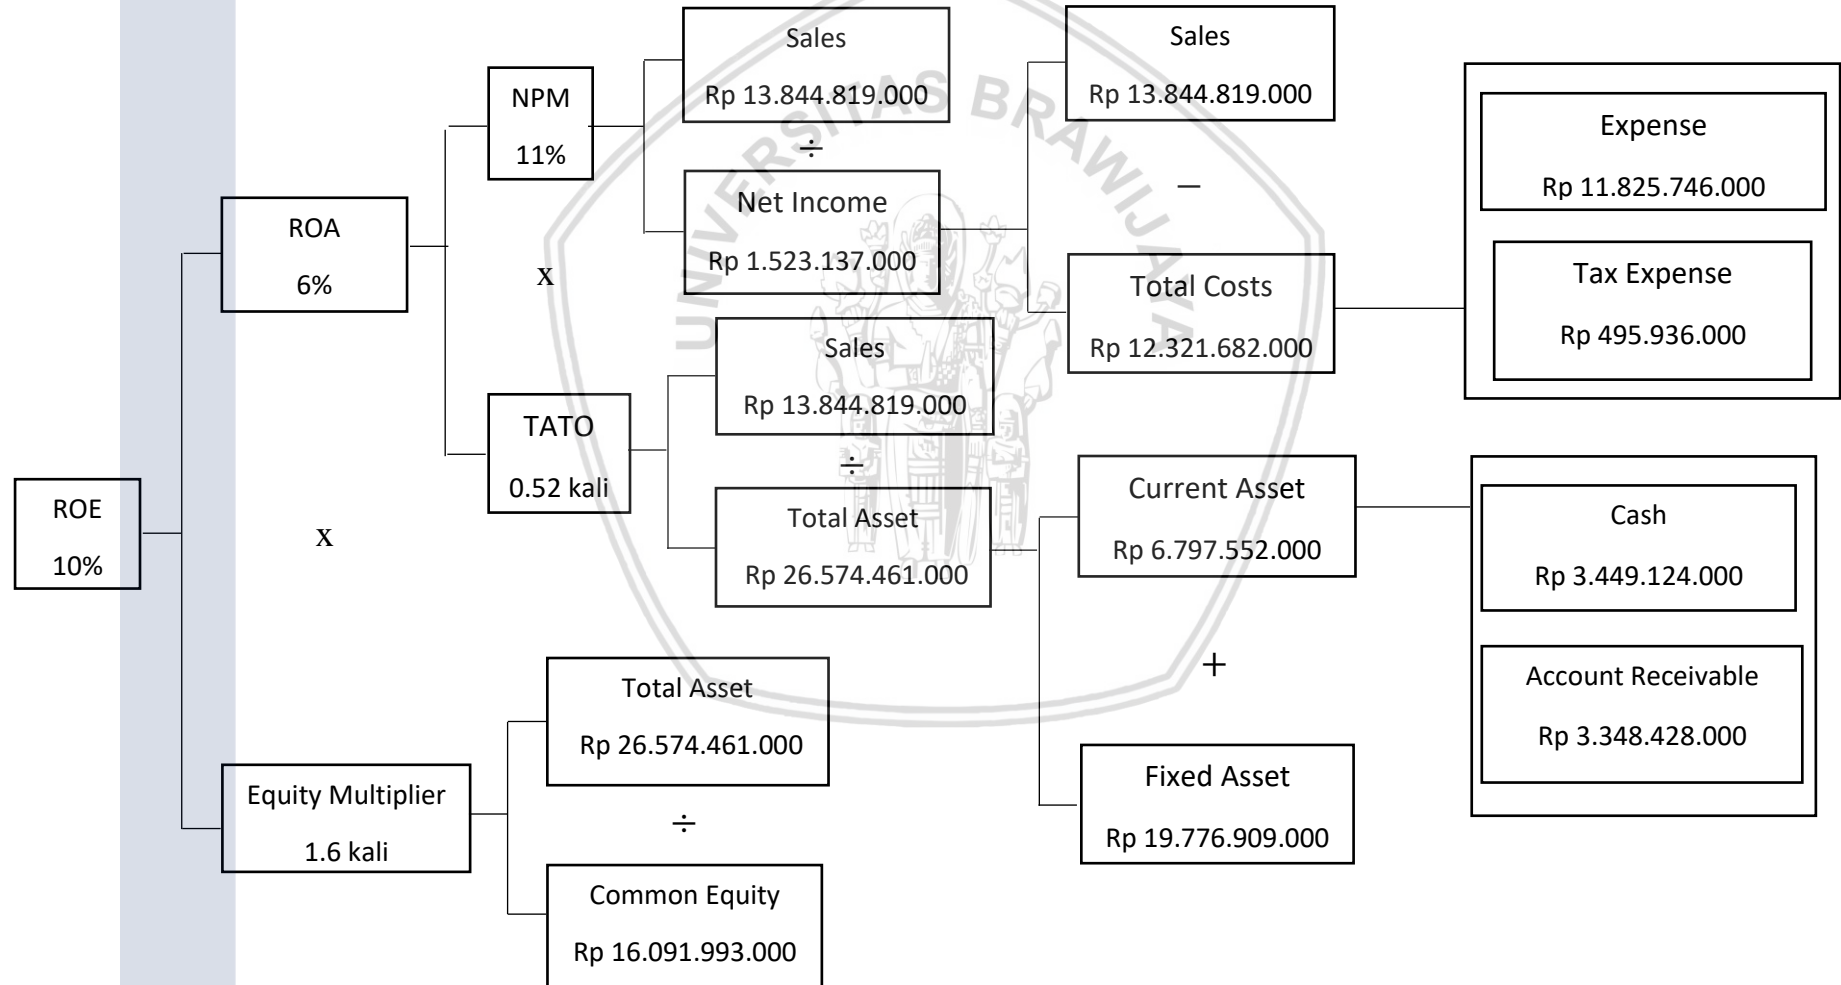 ROE
10%
x
ROA
6%
Equity Multiplier
1.6 kali
NPM
11%
x
TATO
0.52 kali
Sales
Rp 13.844.819.000
÷
Net Income
Rp 1.523.137.000
Sales
Rp 13.844.819.000
÷
Total Asset
Rp 26.574.461.000
Total Asset
Rp 26.574.461.000
÷
Common Equity
Rp 16.091.993.000
Sales
Rp 13.844.819.000
−
Total Costs
Rp 12.321.682.000
Current Asset
Rp 6.797.552.000
+
Fixed Asset
Rp 19.776.909.000
Expense
Rp 11.825.746.000
Tax Expense
Rp 495.936.000
Cash
Rp 3.449.124.000
Account Receivable
Rp 3.348.428.000
UNIVERSITAS BRAWIJAYA